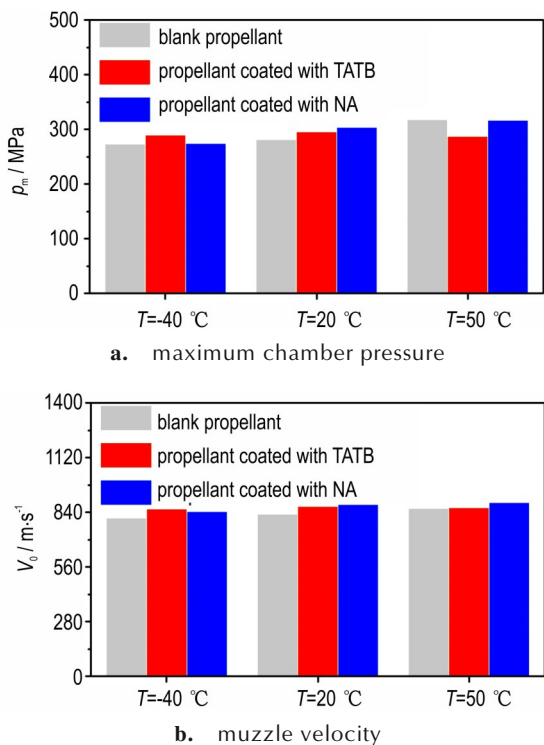 500
400
300
200
100
0
pₘ / MPa
blank propellant
propellant coated with TATB
propellant coated with NA
T=-40 ℃ T=20 ℃ T=50 ℃
a. maximum chamber pressure
1400
1120
840
560
280
0
V₀ / m·s⁻¹
blank propellant
propellant coated with TATB
propellant coated with NA
T=-40 ℃ T=20 ℃ T=50 ℃
b. muzzle velocity